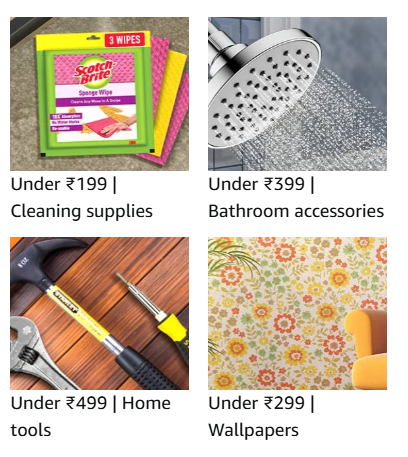 3 WIPES
Scotch
Brite
Sponge Wipe
Under ₹199 |
Cleaning supplies
Under ₹399 |
Bathroom accessories
STANLEY
Under ₹499 | Home
tools
Under ₹299 |
Wallpapers